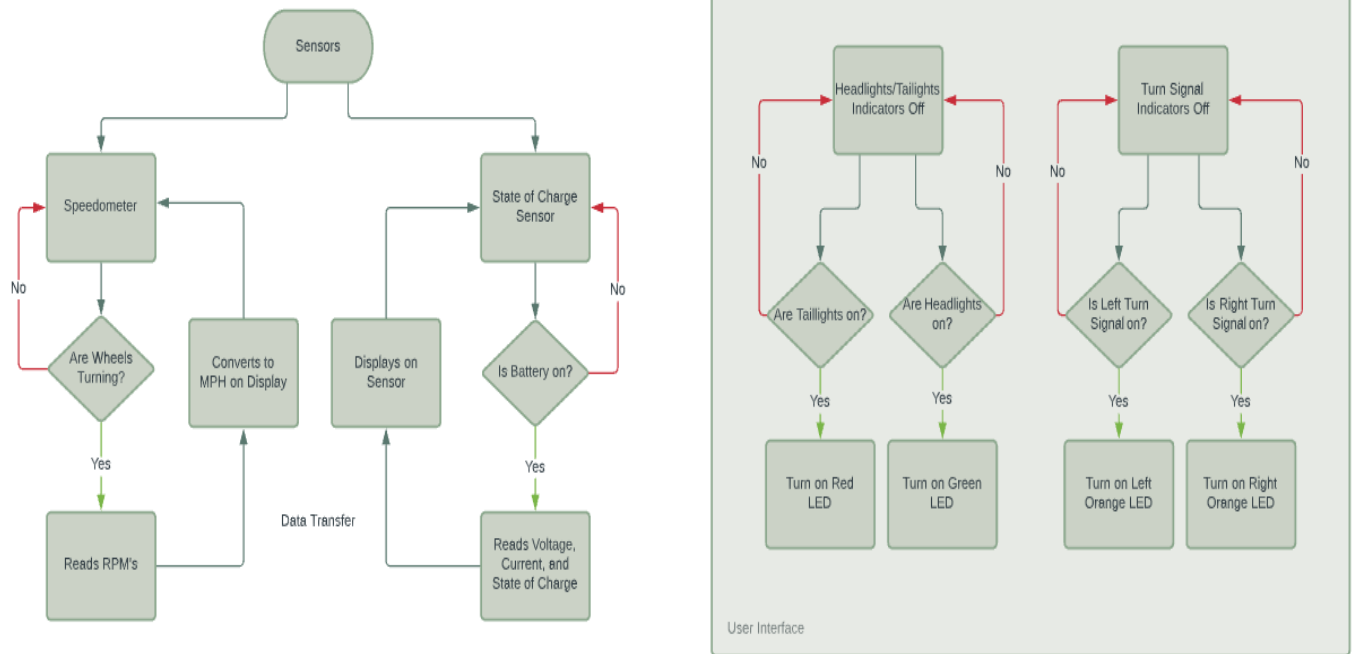 Sensors
Speedometer
State of Charge
Sensor
No
No
Are Wheels
Turning?
Converts to
MPH on Display
Displays on
Sensor
Is Battery on?
Yes
Yes
Reads RPM's
Data Transfer
Reads Voltage,
Current, and
State of Charge
Headlights/Tailights
Indicators Off
Turn Signal
Indicators Off
No
No
No
No
Are Taillights on?
Are Headlights
on?
Is Left Turn
Signal on?
Is Right Turn
Signal on?
Yes
Yes
Yes
Yes
Turn on Red
LED
Turn on Green
LED
Turn on Left
Orange LED
Turn on Right
Orange LED
User Interface